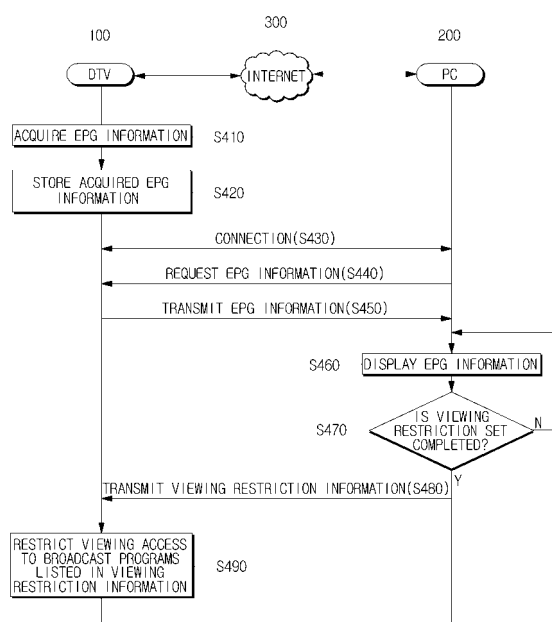 100
300
200
DTV
INTERNET
PC
ACQUIRE EPG INFORMATION
S410
STORE ACQUIRED EPG
INFORMATION
S420
CONNECTION(S430)
REQUEST EPG INFORMATION(S440)
TRANSMIT EPG INFORMATION(S450)
S460
DISPLAY EPG INFORMATION
S470
IS VIEWING
RESTRICTION SET
COMPLETED?
N
Y
TRANSMIT VIEWING RESTRICTION INFORMATION(S480)
RESTRICT VIEWING ACCESS
TO BROADCAST PROGRAMS
LISTED IN VIEWING
RESTRICTION INFORMATION
S490